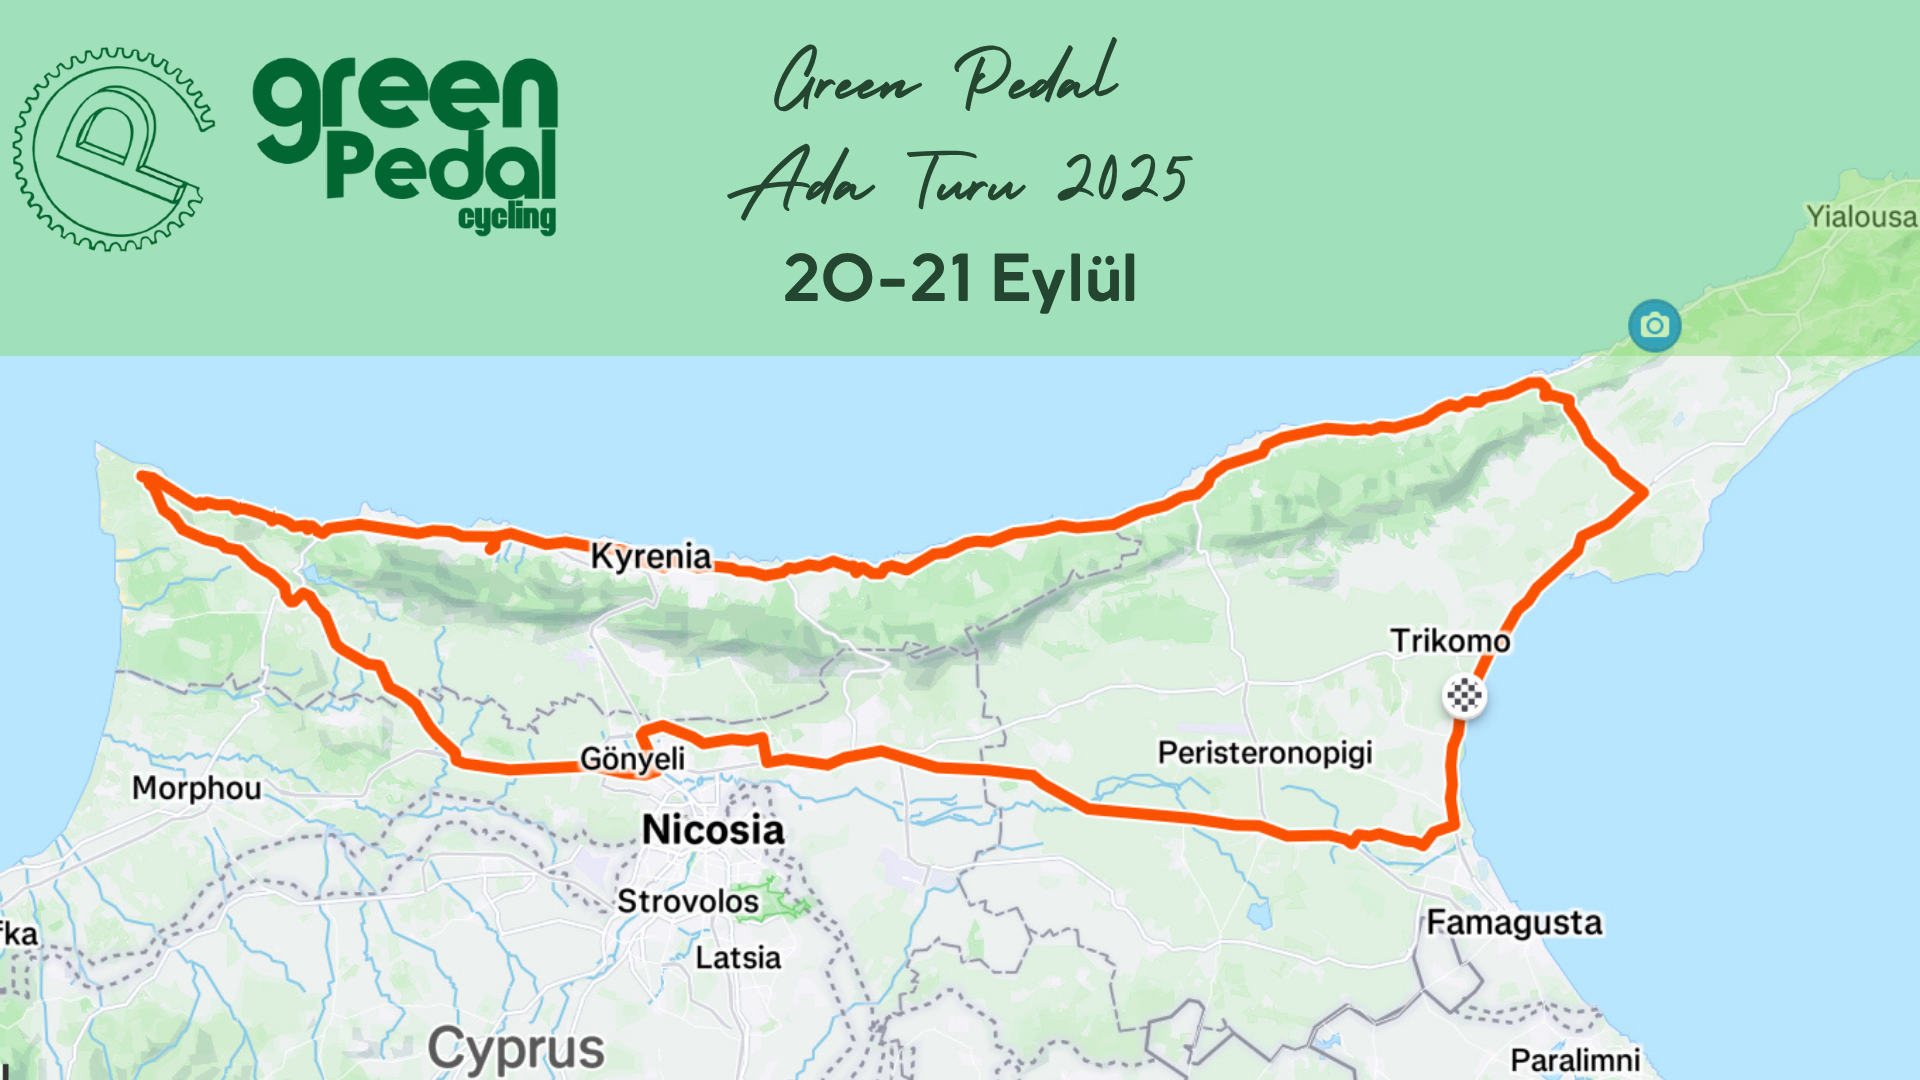 green
Pedal
cycling
Green Pedal
Ada Turu 2025
20-21 Eylül
Yialousa
Kyrenia
Trikomo
Gönyeli
Peristeronopigi
Morphou
Nicosia
Strovolos
Famagusta
fka
Latsia
Cyprus
Paralimni